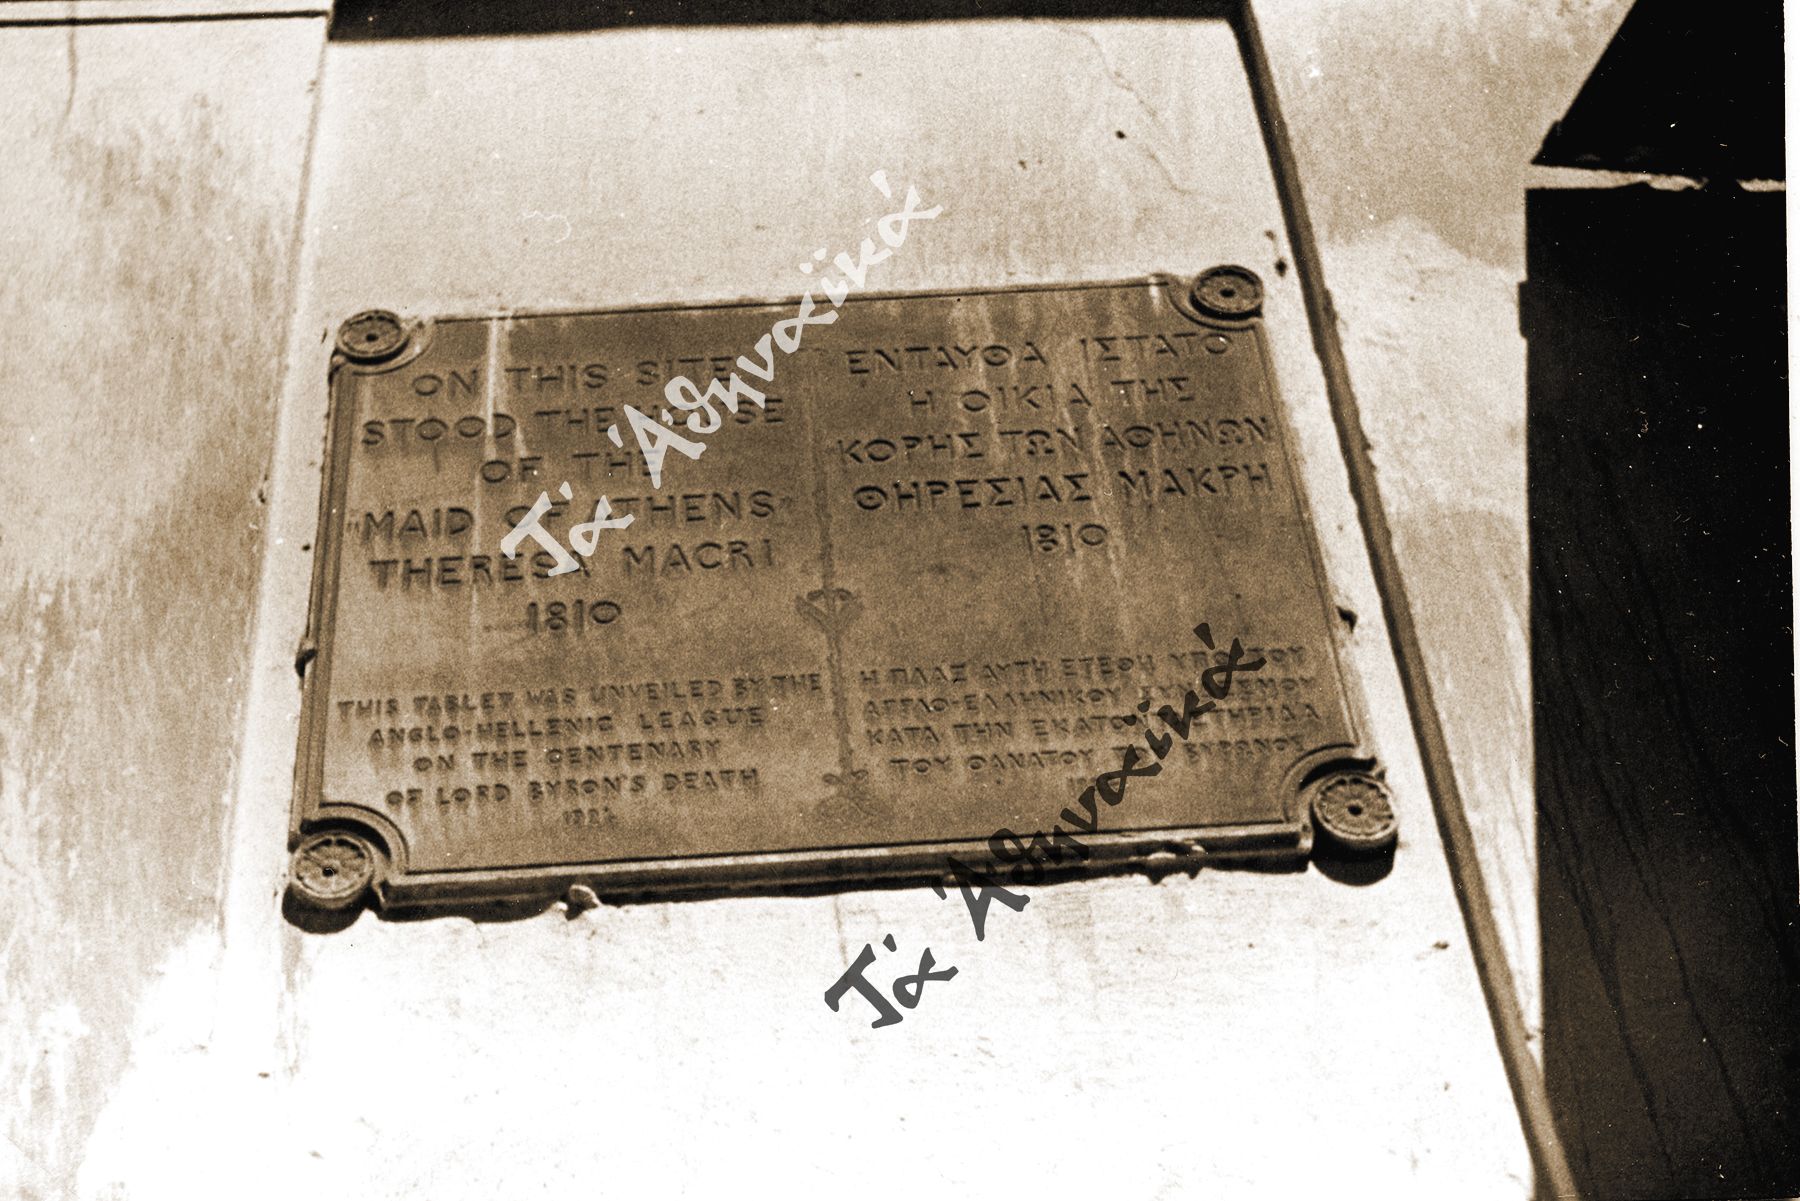 ON THIS SITE
STOOD THE HOUSE
OF THE
"MAID OF ATHENS"
THERESA MACRI
1810
THIS TABLET WAS UNVEILED BY THE
ANGLO-HELLENIC LEAGUE
ON THE CENTENARY
OF LORD BYRON'S DEATH
1924
ΕΝΤΑΥΘΑ ΙΣΤΑΤΟ
Η ΟΙΚΙΑ ΤΗΣ
ΚΟΡΗΣ ΤΩΝ ΑΘΗΝΩΝ
ΘΗΡΕΣΙΑΣ ΜΑΚΡΗ
1810
Η ΠΛΑΞ ΑΥΤΗ ΕΤΕΘΗ ΥΠΟ ΤΟΥ
ΑΓΓΛΟ-ΕΛΛΗΝΙΚΟΥ ΣΥΝΔΕΣΜΟΥ
ΚΑΤΑ ΤΗΝ ΕΚΑΤΟΝΤΑΕΤΗΡΙΔΑ
ΤΟΥ ΘΑΝΑΤΟΥ ΤΟΥ ΒΥΡΩΝΟΣ
Τὰ Ἀθηναϊκά
Τὰ Ἀθηναϊκά